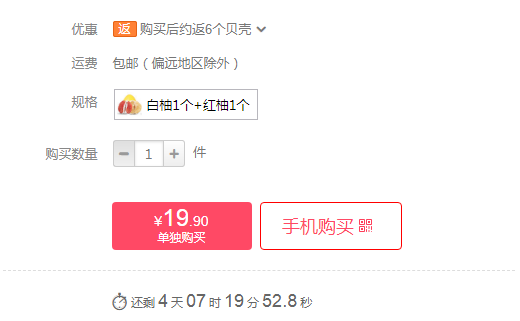 优惠 返 购买后约返6个贝壳
运费 包邮（偏远地区除外）
规格 白柚1个+红柚1个
购买数量 － 1 ＋ 件
¥19.90 手机购买
单独购买
还剩 4 天 07 时 19 分 52.8 秒